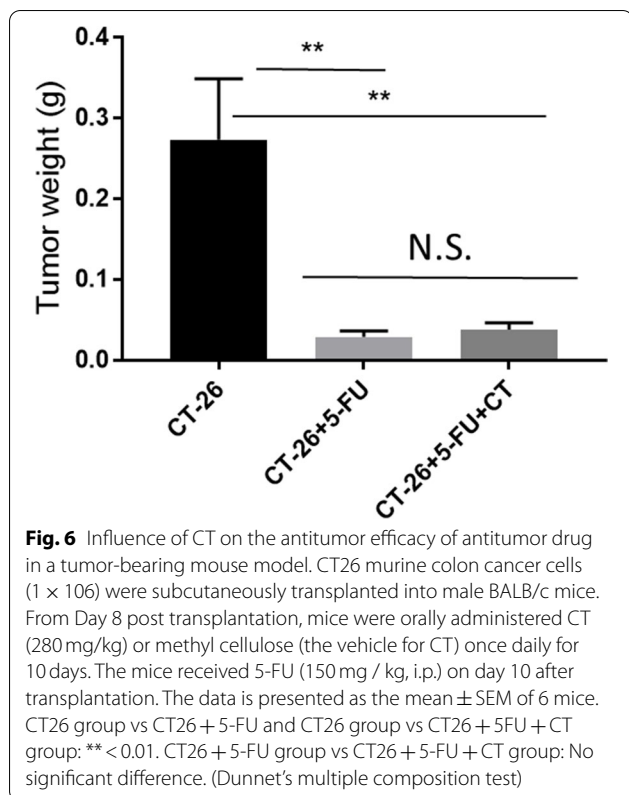 0.4
0.3
0.2
0.1
0.0
Tumor weight (g)
**
**
N.S.
CT-26
CT-26+5-FU
CT-26+5-FU+CT
Fig. 6 Influence of CT on the antitumor efficacy of antitumor drug
in a tumor-bearing mouse model. CT26 murine colon cancer cells
(1 × 106) were subcutaneously transplanted into male BALB/c mice.
From Day 8 post transplantation, mice were orally administered CT
(280 mg/kg) or methyl cellulose (the vehicle for CT) once daily for
10 days. The mice received 5-FU (150 mg / kg, i.p.) on day 10 after
transplantation. The data is presented as the mean ± SEM of 6 mice.
CT26 group vs CT26 + 5-FU and CT26 group vs CT26 + 5FU + CT
group: ** < 0.01. CT26 + 5-FU group vs CT26 + 5-FU + CT group: No
significant difference. (Dunnet's multiple composition test)